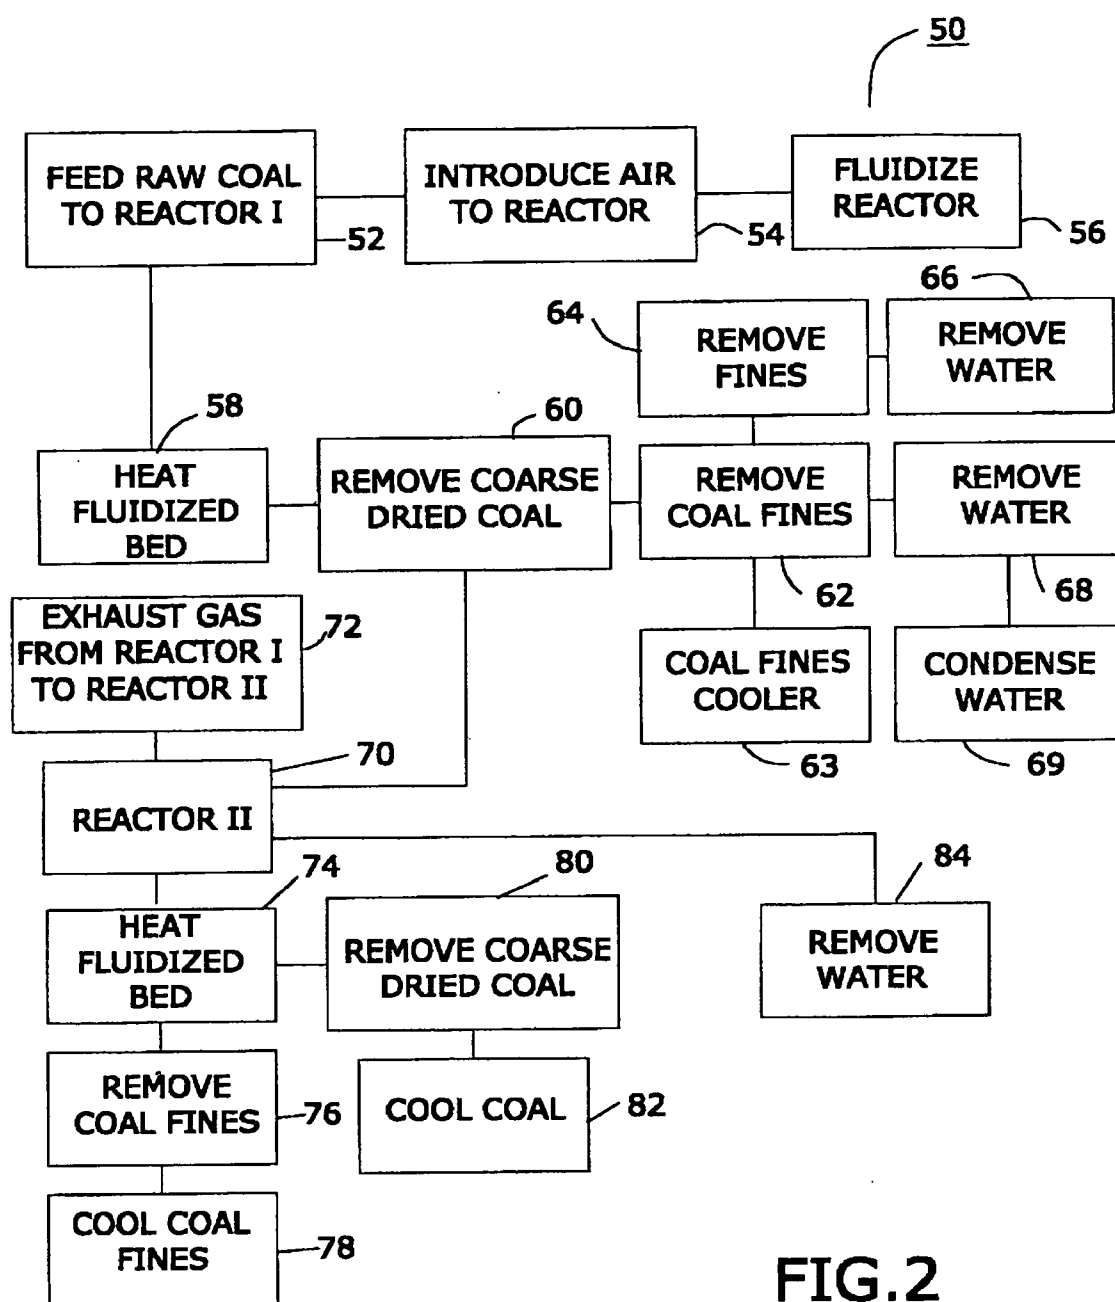 50
FEED RAW COAL
TO REACTOR I
52
INTRODUCE AIR
TO REACTOR
54
FLUIDIZE
REACTOR
56
64
REMOVE
FINES
66
REMOVE
WATER
58
HEAT
FLUIDIZED
BED
60
REMOVE COARSE
DRIED COAL
REMOVE
COAL FINES
62
REMOVE
WATER
68
EXHAUST GAS
FROM REACTOR I
TO REACTOR II
72
COAL FINES
COOLER
63
CONDENSE
WATER
69
70
REACTOR II
74
HEAT
FLUIDIZED
BED
80
REMOVE COARSE
DRIED COAL
84
REMOVE
WATER
REMOVE
COAL FINES
76
COOL COAL
82
COOL COAL
FINES
78
FIG.2